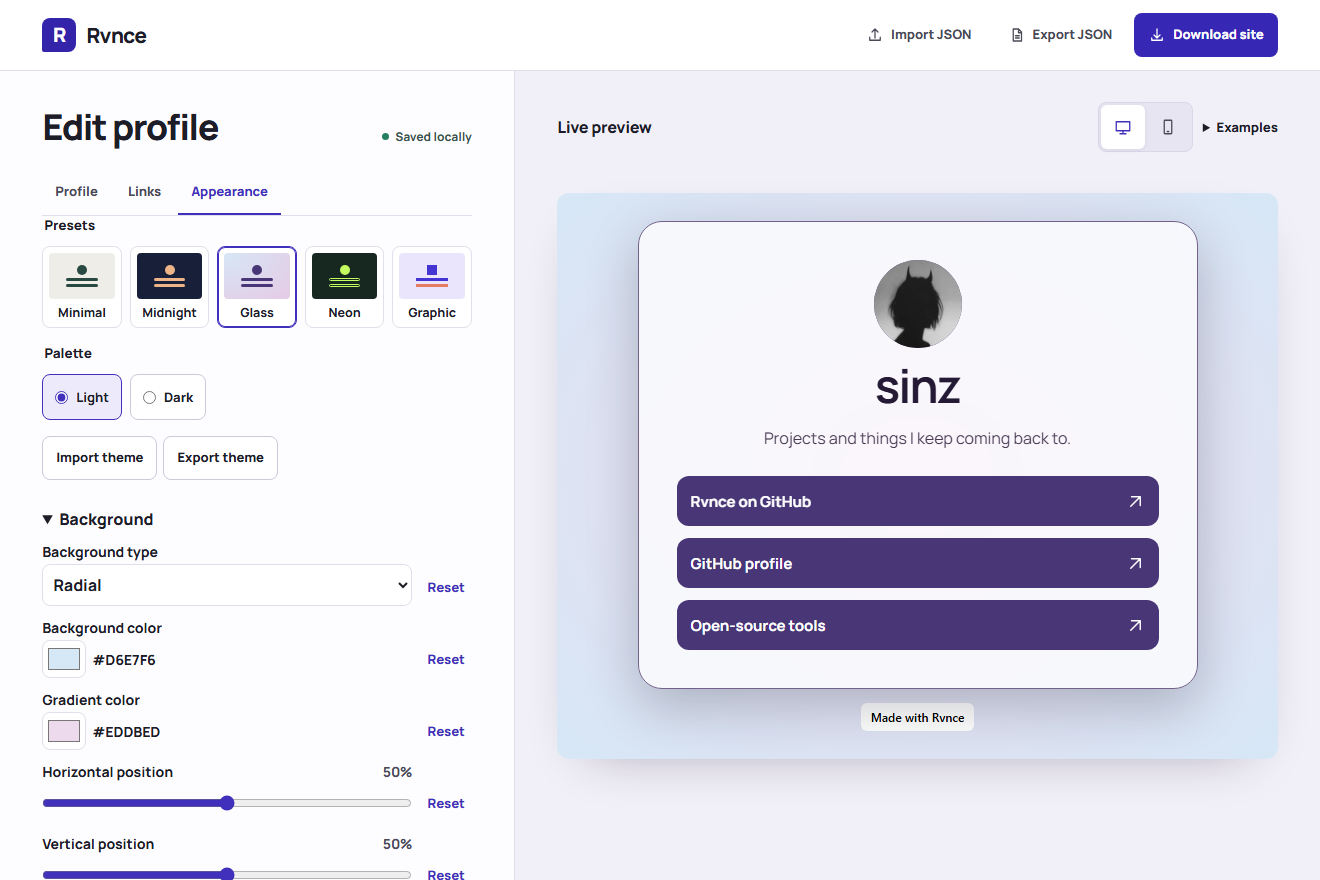 R Rvnce
Import JSON
Export JSON
Download site
Edit profile
Saved locally
Profile
Links
Appearance
Presets
Minimal
Midnight
Glass
Neon
Graphic
Palette
Light
Dark
Import theme
Export theme
Background
Background type
Radial
Reset
Background color
#D6E7F6
Reset
Gradient color
#EDDBED
Reset
Horizontal position
50%
Reset
Vertical position
50%
Reset
Live preview
Examples
sinz
Projects and things I keep coming back to.
Rvnce on GitHub
GitHub profile
Open-source tools
Made with Rvnce